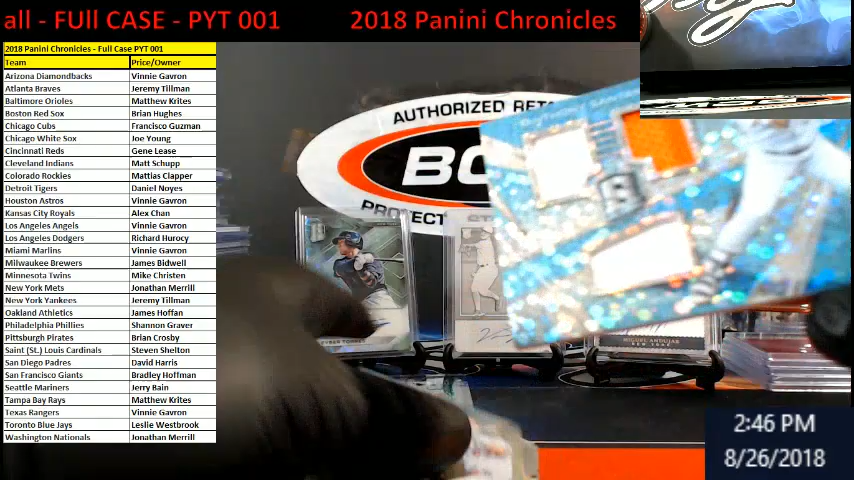 all - FUll CASE - PYT 001 2018 Panini Chronicles
2018 Panini Chronicles - Full Case PYT 001
Team Price/Owner
Arizona Diamondbacks Vinnie Gavron
Atlanta Braves Jeremy Tillman
Baltimore Orioles Matthew Krites
Boston Red Sox Brian Hughes
Chicago Cubs Francisco Guzman
Chicago White Sox Joe Young
Cincinati Reds Gene Lease
Cleveland Indians Matt Schupp
Colorado Rockies Mattias Clapper
Detroit Tigers Daniel Noyes
Houston Astros Vinnie Gavron
Kansas City Royals Alex Chan
Los Angeles Angels Vinnie Gavron
Los Angeles Dodgers Richard Hurocy
Miami Marlins Vinnie Gavron
Milwaukee Brewers James Bidwell
Minnesota Twins Mike Christen
New York Mets Jonathan Merrill
New York Yankees Jeremy Tillman
Oakland Athletics James Hoffan
Philadelphia Phillies Shannon Graver
Pittsburgh Pirates Brian Crosby
Saint (St.) Louis Cardinals Steven Shelton
San Diego Padres David Harris
San Francisco Giants Bradley Hoffman
Seattle Mariners Jerry Bain
Tampa Bay Rays Matthew Krites
Texas Rangers Vinnie Gavron
Toronto Blue Jays Leslie Westbrook
Washington Nationals Jonathan Merrill
AUTHORIZED RET
BC
PROTECT
MIGUEL ANDUJAR
NEW YORK
2:46 PM
8/26/2018